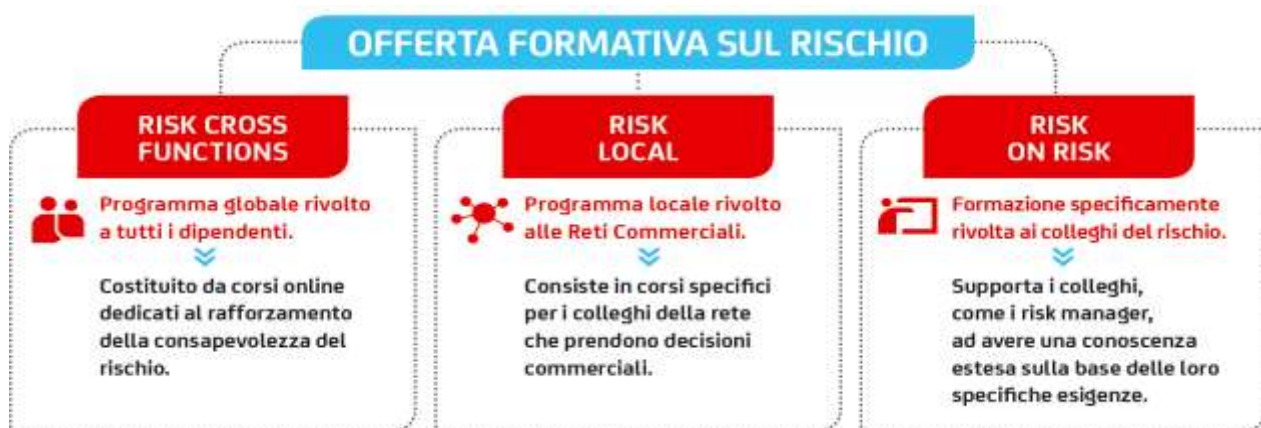 OFFERTA FORMATIVA SUL RISCHIO
RISK CROSS
FUNCTIONS
Programma globale rivolto
a tutti i dipendenti.
Costituito da corsi online
dedicati al rafforzamento
della consapevolezza del
rischio.
RISK
LOCAL
Programma locale rivolto
alle Reti Commerciali.
Consiste in corsi specifici
per i colleghi della rete
che prendono decisioni
commerciali.
RISK
ON RISK
Formazione specificamente
rivolta ai colleghi del rischio.
Supporta i colleghi,
come i risk manager,
ad avere una conoscenza
estesa sulla base delle loro
specifiche esigenze.